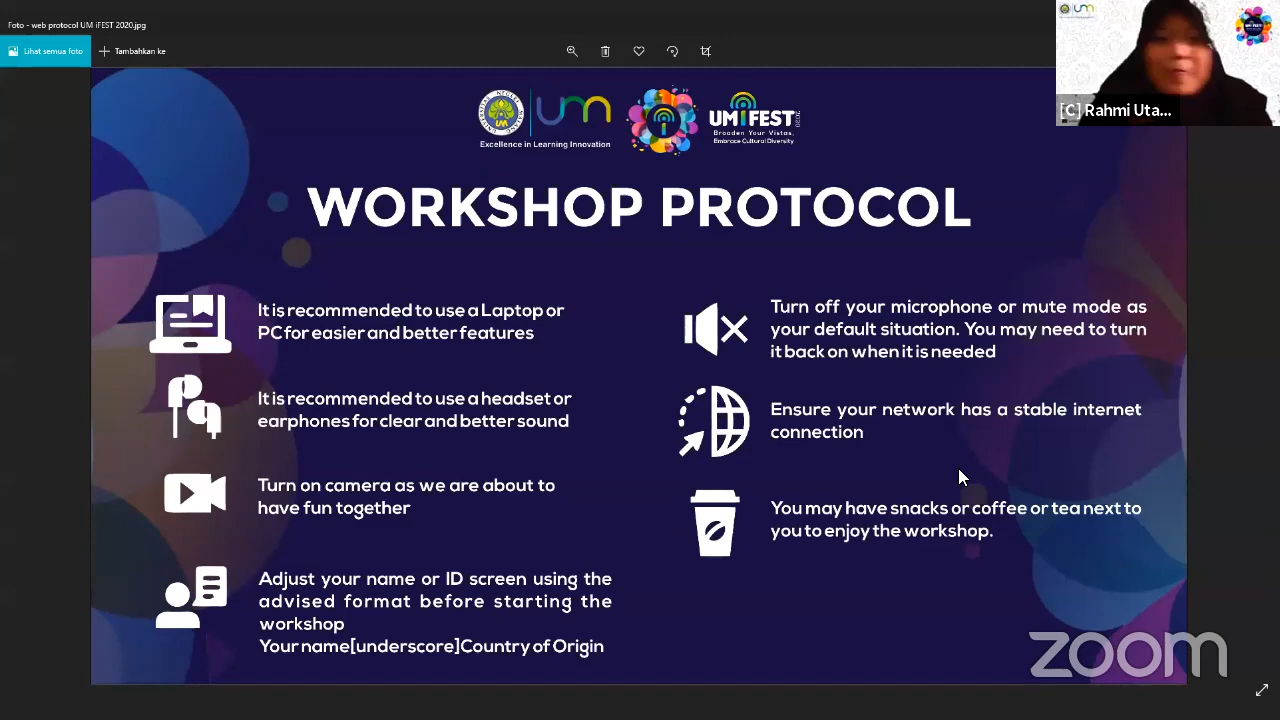 Foto - web protocol UM iFEST 2020.jpg
Lihat semua foto
Tambahkan ke
um
[C] Rahmi Uta...
um
Excellence in Learning Innovation
UMiFEST
2020
Broaden Your Vistas,
Embrace Cultural Diversity
WORKSHOP PROTOCOL
It is recommended to use a Laptop or
PC for easier and better features
It is recommended to use a headset or
earphones for clear and better sound
Turn on camera as we are about to
have fun together
Adjust your name or ID screen using the
advised format before starting the
workshop
Your name[underscore]Country of Origin
Turn off your microphone or mute mode as
your default situation. You may need to turn
it back on when it is needed
Ensure your network has a stable internet
connection
You may have snacks or coffee or tea next to
you to enjoy the workshop.
zoom